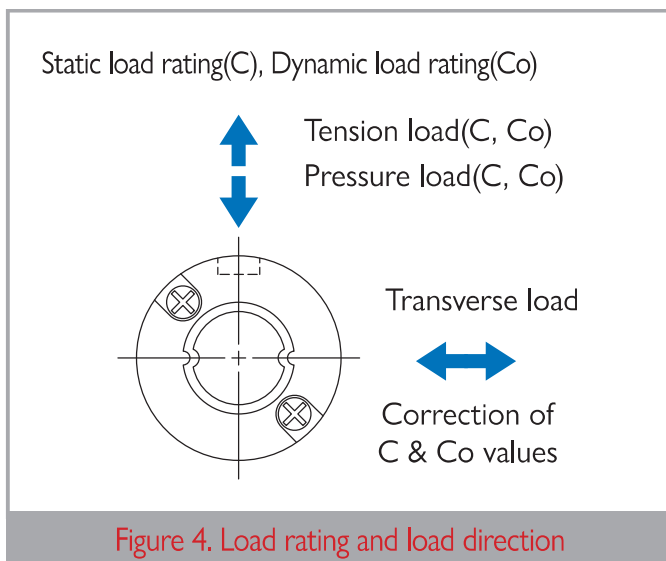 Static load rating(C), Dynamic load rating(Co)
Tension load(C, Co)
Pressure load(C, Co)
Transverse load
Correction of
C & Co values
Figure 4. Load rating and load direction